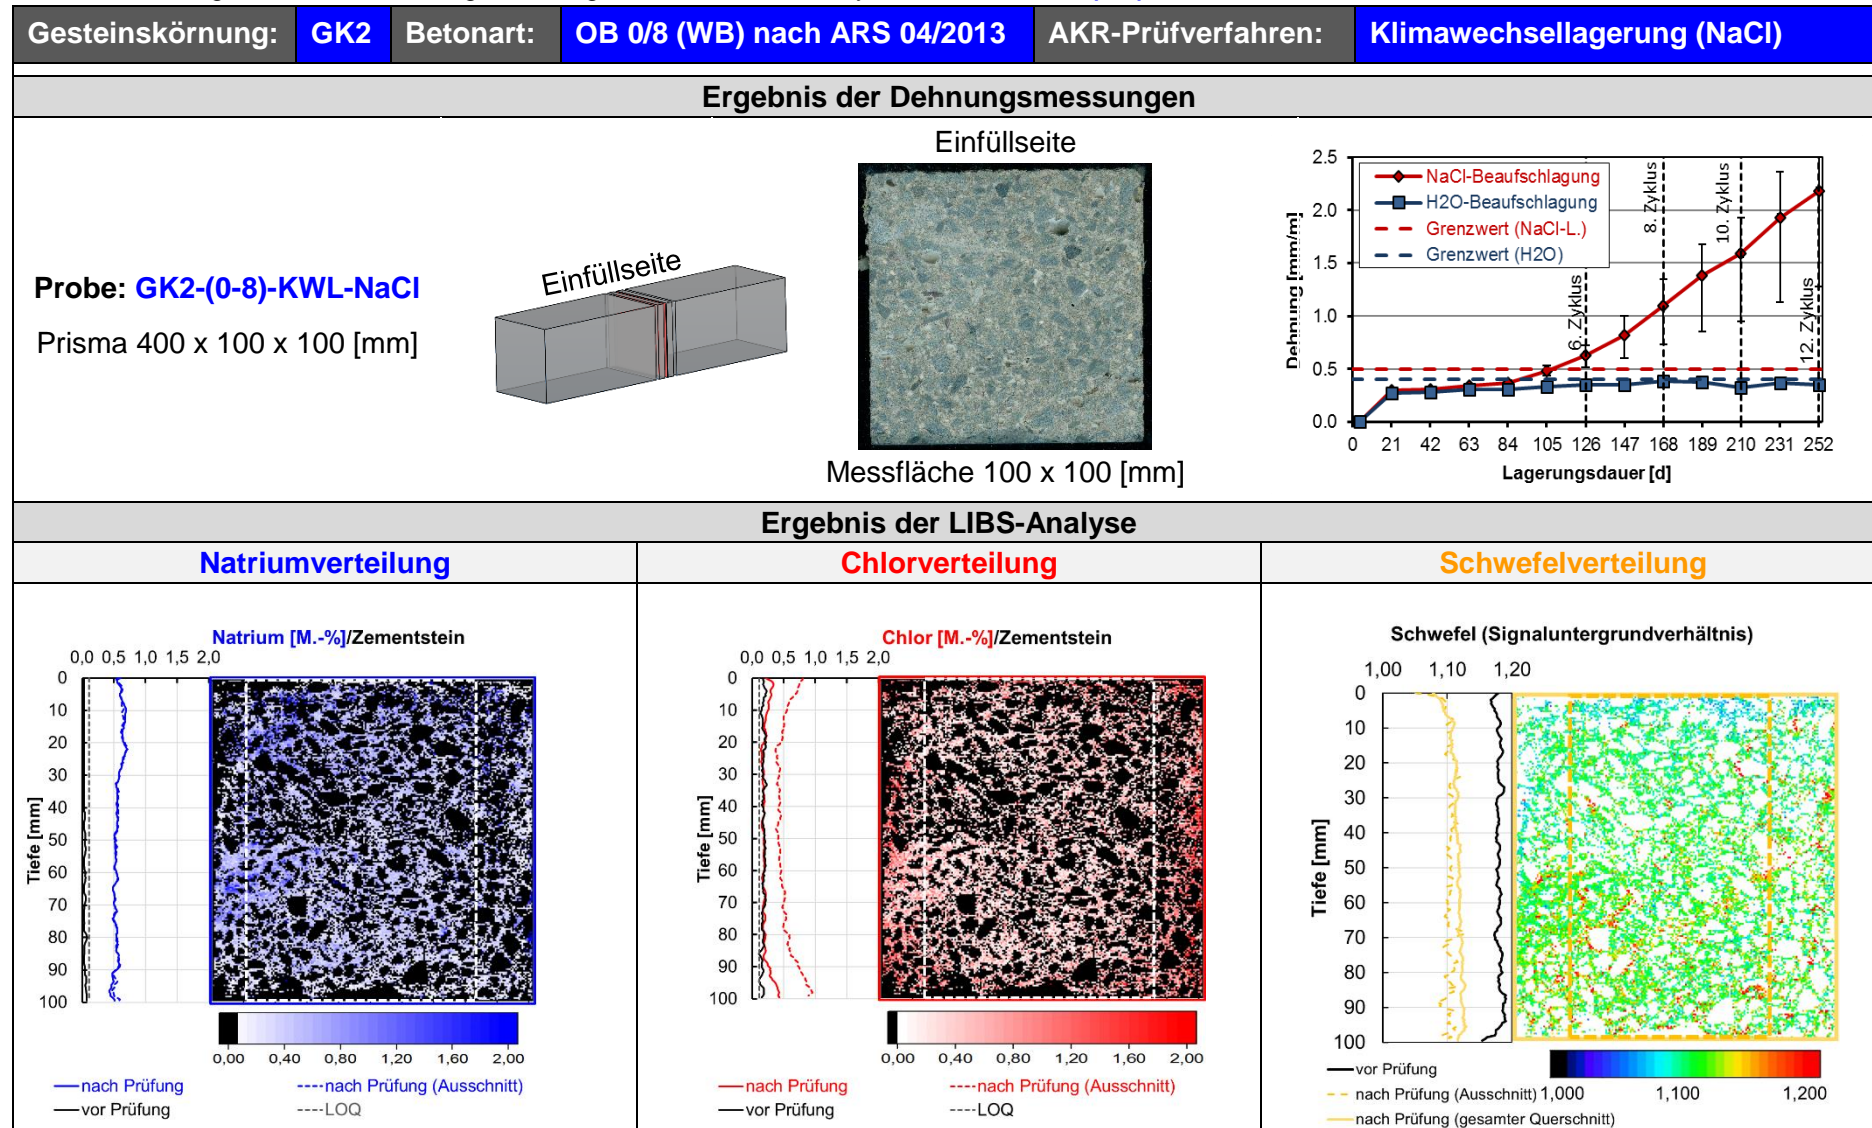 Gesteinskörnung: GK2 Betonart: OB 0/8 (WB) nach ARS 04/2013 AKR-Prüfverfahren: Klimawechsellagerung (NaCl)
Ergebnis der Dehnungsmessungen
Probe: GK2-(0-8)-KWL-NaCl
Prisma 400 x 100 x 100 [mm]
Einfüllseite
Einfüllseite
Messfläche 100 x 100 [mm]
Dehnung [mm/m]
2.5
2.0
1.5
1.0
0.5
0.0
NaCl-Beaufschlagung
H2O-Beaufschlagung
Grenzwert (NaCl-L.)
Grenzwert (H2O)
6. Zyklus
8. Zyklus
10. Zyklus
12. Zyklus
0 21 42 63 84 105 126 147 168 189 210 231 252
Lagerungsdauer [d]
Ergebnis der LIBS-Analyse
Natriumverteilung
Natrium [M.-%]/Zementstein
0,0 0,5 1,0 1,5 2,0
Tiefe [mm]
0
10
20
30
40
50
60
70
80
90
100
0,00 0,40 0,80 1,20 1,60 2,00
nach Prüfung
nach Prüfung (Ausschnitt)
vor Prüfung
LOQ
Chlorverteilung
Chlor [M.-%]/Zementstein
0,0 0,5 1,0 1,5 2,0
Tiefe [mm]
0
10
20
30
40
50
60
70
80
90
100
0,00 0,40 0,80 1,20 1,60 2,00
nach Prüfung
nach Prüfung (Ausschnitt)
vor Prüfung
LOQ
Schwefelverteilung
Schwefel (Signaluntergrundverhältnis)
1,00 1,10 1,20
Tiefe [mm]
0
10
20
30
40
50
60
70
80
90
100
vor Prüfung
nach Prüfung (Ausschnitt)
1,000 1,100 1,200
nach Prüfung (gesamter Querschnitt)